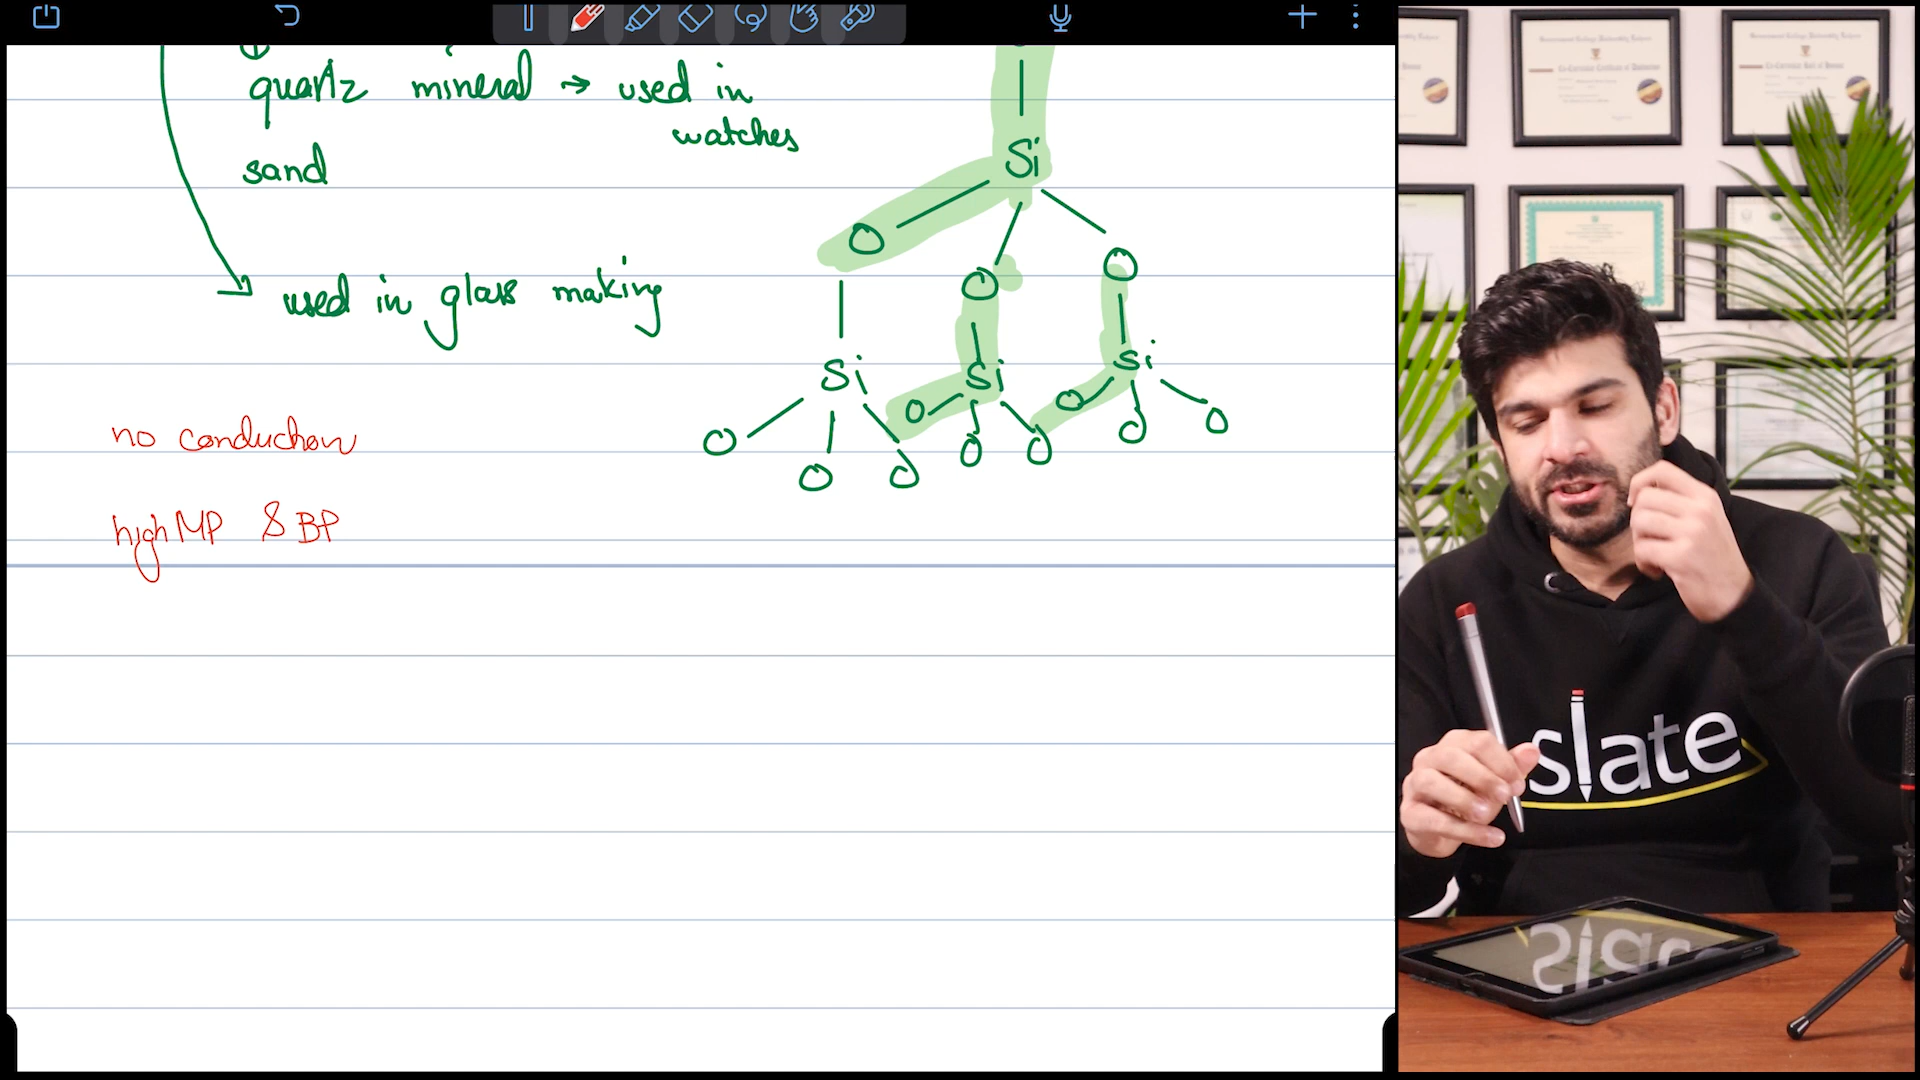 quartz mineral → used in
watches
sand
used in glass making
no conduction
high MP & BP
Si
O
O
O
Si
Si
Si
O
O
O
O
O
O
O
O
O
slate